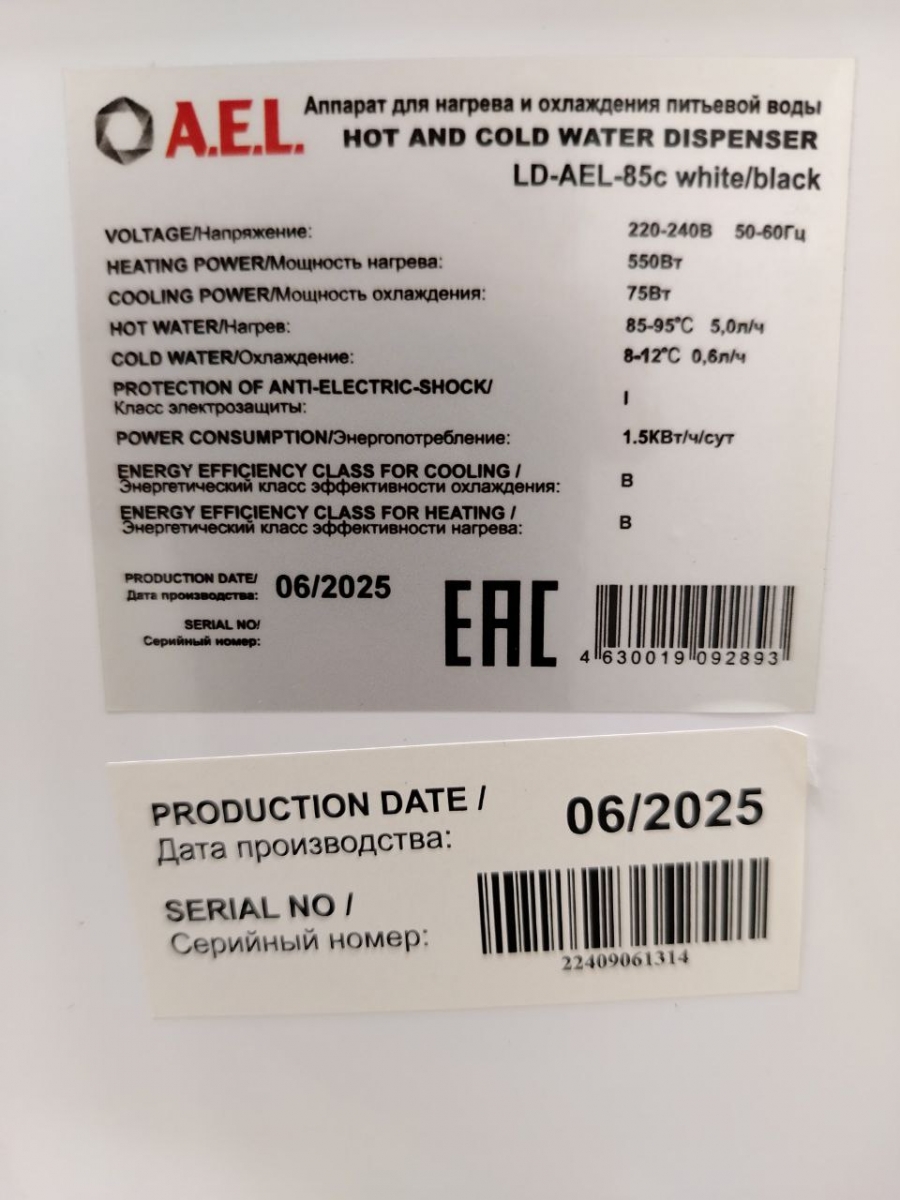 A.E.L. Аппарат для нагрева и охлаждения питьевой воды
HOT AND COLD WATER DISPENSER
LD-AEL-85c white/black
VOLTAGE/Напряжение: 220-240В 50-60Гц
HEATING POWER/Мощность нагрева: 550Вт
COOLING POWER/Мощность охлаждения: 75Вт
HOT WATER/Нагрев: 85-95°C 5,0л/ч
COLD WATER/Охлаждение: 8-12°C 0,6л/ч
PROTECTION OF ANTI-ELECTRIC-SHOCK/
Класс электрозащиты: I
POWER CONSUMPTION/Энергопотребление: 1.5КВт/ч/сут
ENERGY EFFICIENCY CLASS FOR COOLING /
Энергетический класс эффективности охлаждения: B
ENERGY EFFICIENCY CLASS FOR HEATING /
Энергетический класс эффективности нагрева: B
PRODUCTION DATE/
Дата производства: 06/2025
SERIAL NO/
Серийный номер:
EAC
4 630019 092893
PRODUCTION DATE /
Дата производства: 06/2025
SERIAL NO /
Серийный номер:
22409061314